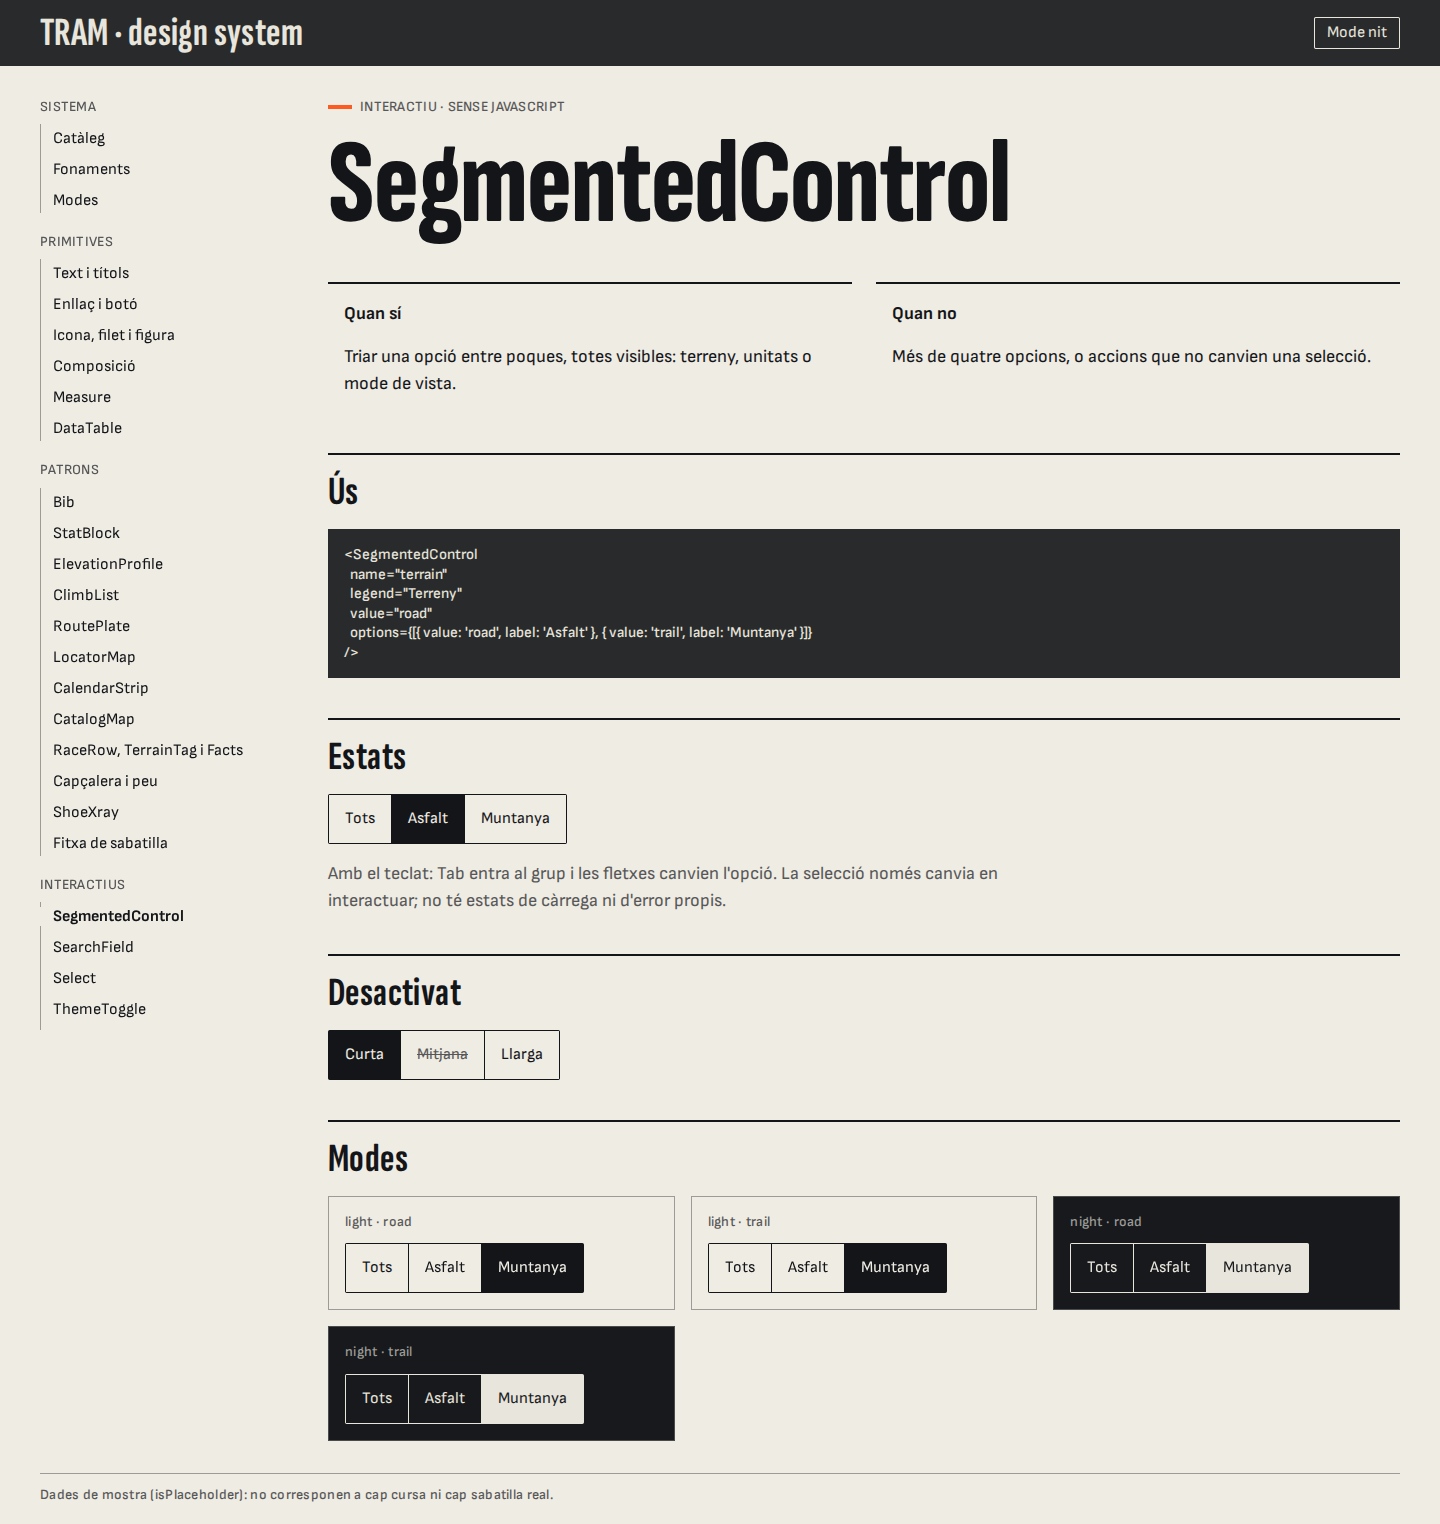 TRAM · design system
Mode nit
SISTEMA
Catàleg
Fonaments
Modes
PRIMITIVES
Text i títols
Enllaç i botó
Icona, filet i figura
Composició
Measure
DataTable
PATRONS
Bib
StatBlock
ElevationProfile
ClimbList
RoutePlate
LocatorMap
CalendarStrip
CatalogMap
RaceRow, TerrainTag i Facts
Capçalera i peu
ShoeXray
Fitxa de sabatilla
INTERACTIUS
SegmentedControl
SearchField
Select
ThemeToggle
INTERACTIU · SENSE JAVASCRIPT
SegmentedControl
Quan sí
Triar una opció entre poques, totes visibles: terreny, unitats o
mode de vista.
Quan no
Més de quatre opcions, o accions que no canvien una selecció.
Ús
<SegmentedControl
name="terrain"
legend="Terreny"
value="road"
options={[{ value: 'road', label: 'Asfalt' }, { value: 'trail', label: 'Muntanya' }]}
/>
Estats
Tots Asfalt Muntanya
Amb el teclat: Tab entra al grup i les fletxes canvien l'opció. La selecció només canvia en
interactuar; no té estats de càrrega ni d'error propis.
Desactivat
Curta Mitjana Llarga
Modes
light · road
Tots Asfalt Muntanya
light · trail
Tots Asfalt Muntanya
night · road
Tots Asfalt Muntanya
night · trail
Tots Asfalt Muntanya
Dades de mostra (isPlaceholder): no corresponen a cap cursa ni cap sabatilla real.